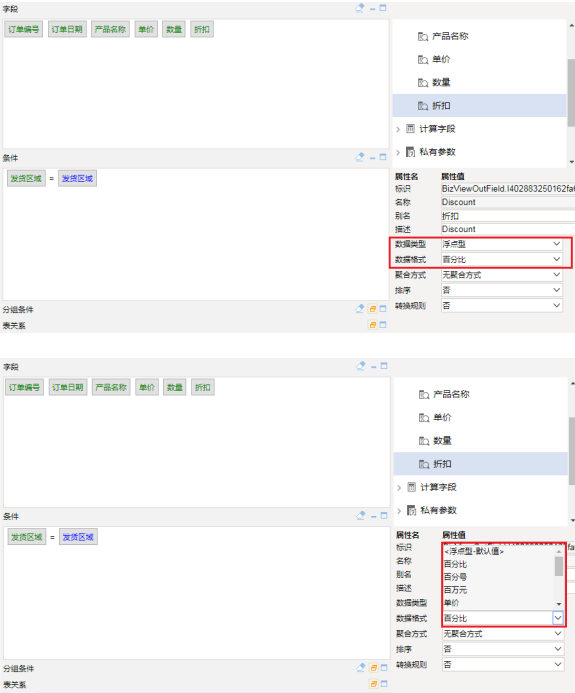 字段
订单编号 订单日期 产品名称 单价 数量 折扣
产品名称
单价
数量
折扣
计算字段
私有参数
条件
发货区域 = 发货区域
属性名 属性值
标识 BizViewOutField.I402883250162fa
名称 Discount
别名 折扣
描述 Discount
数据类型 浮点型
数据格式 百分比
聚合方式 无聚合方式
排序 否
转换规则 否
分组条件
表关系
字段
订单编号 订单日期 产品名称 单价 数量 折扣
产品名称
单价
数量
折扣
计算字段
私有参数
条件
发货区域 = 发货区域
属性名 属性值
标识
名称
别名
描述
数据类型
<浮点型-默认值>
百分比
百分号
百万元
单价
数据格式 百分比
聚合方式 无聚合方式
排序 否
转换规则 否
分组条件
表关系